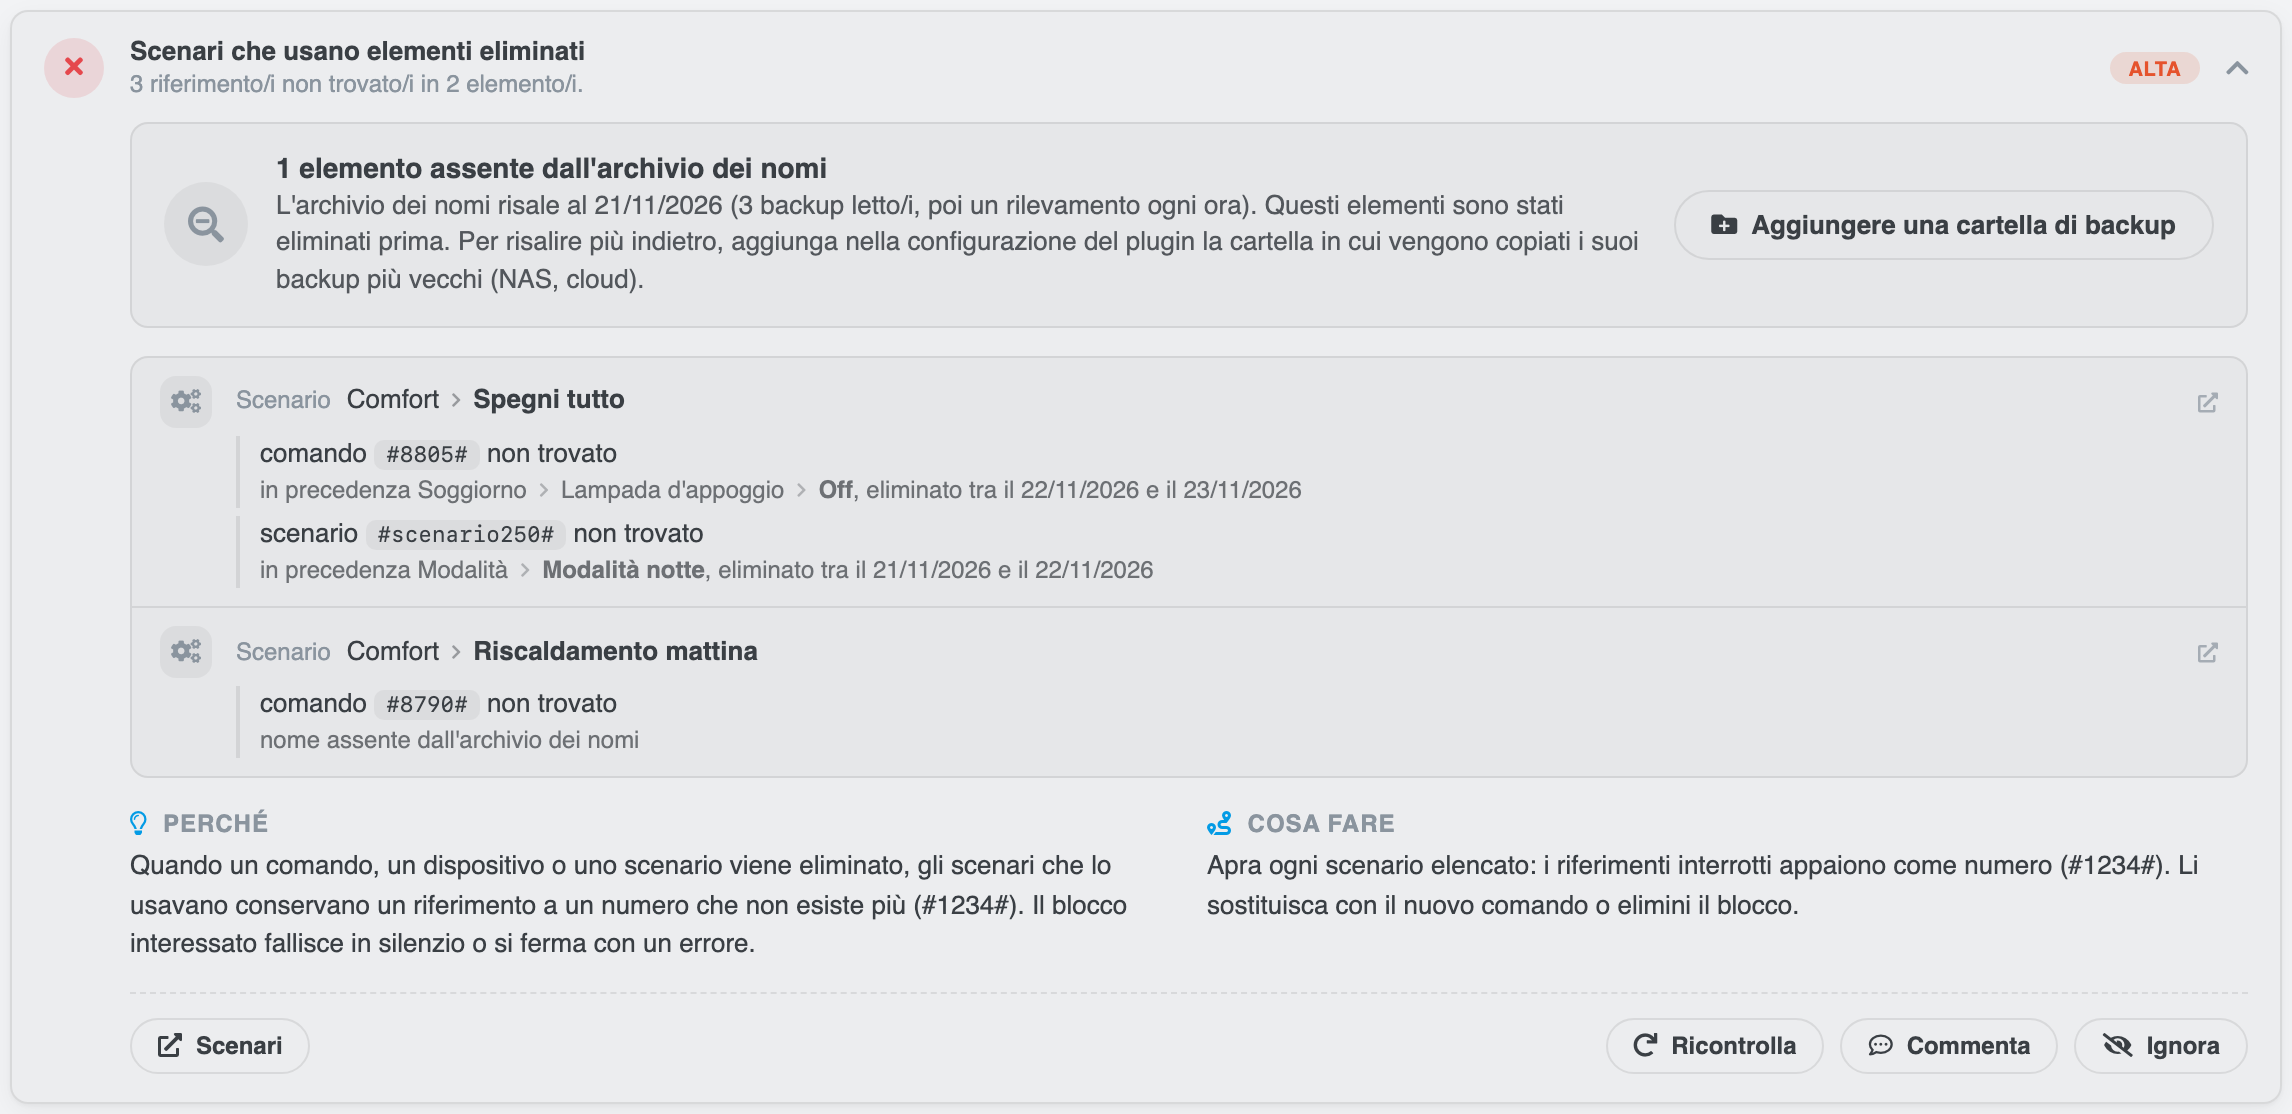 Scenari che usano elementi eliminati
3 riferimento/i non trovato/i in 2 elemento/i.
ALTA
1 elemento assente dall'archivio dei nomi
L'archivio dei nomi risale al 21/11/2026 (3 backup letto/i, poi un rilevamento ogni ora). Questi elementi sono stati
eliminati prima. Per risalire più indietro, aggiunga nella configurazione del plugin la cartella in cui vengono copiati i suoi
backup più vecchi (NAS, cloud).
Aggiungere una cartella di backup
Scenario Comfort > Spegni tutto
comando #8805# non trovato
in precedenza Soggiorno > Lampada d'appoggio > Off, eliminato tra il 22/11/2026 e il 23/11/2026
scenario #scenario250# non trovato
in precedenza Modalità > Modalità notte, eliminato tra il 21/11/2026 e il 22/11/2026
Scenario Comfort > Riscaldamento mattina
comando #8790# non trovato
nome assente dall'archivio dei nomi
PERCHÉ
Quando un comando, un dispositivo o uno scenario viene eliminato, gli scenari che lo
usavano conservano un riferimento a un numero che non esiste più (#1234#). Il blocco
interessato fallisce in silenzio o si ferma con un errore.
COSA FARE
Apra ogni scenario elencato: i riferimenti interrotti appaiono come numero (#1234#). Li
sostituisca con il nuovo comando o elimini il blocco.
Scenari
Ricontrolla
Commenta
Ignora